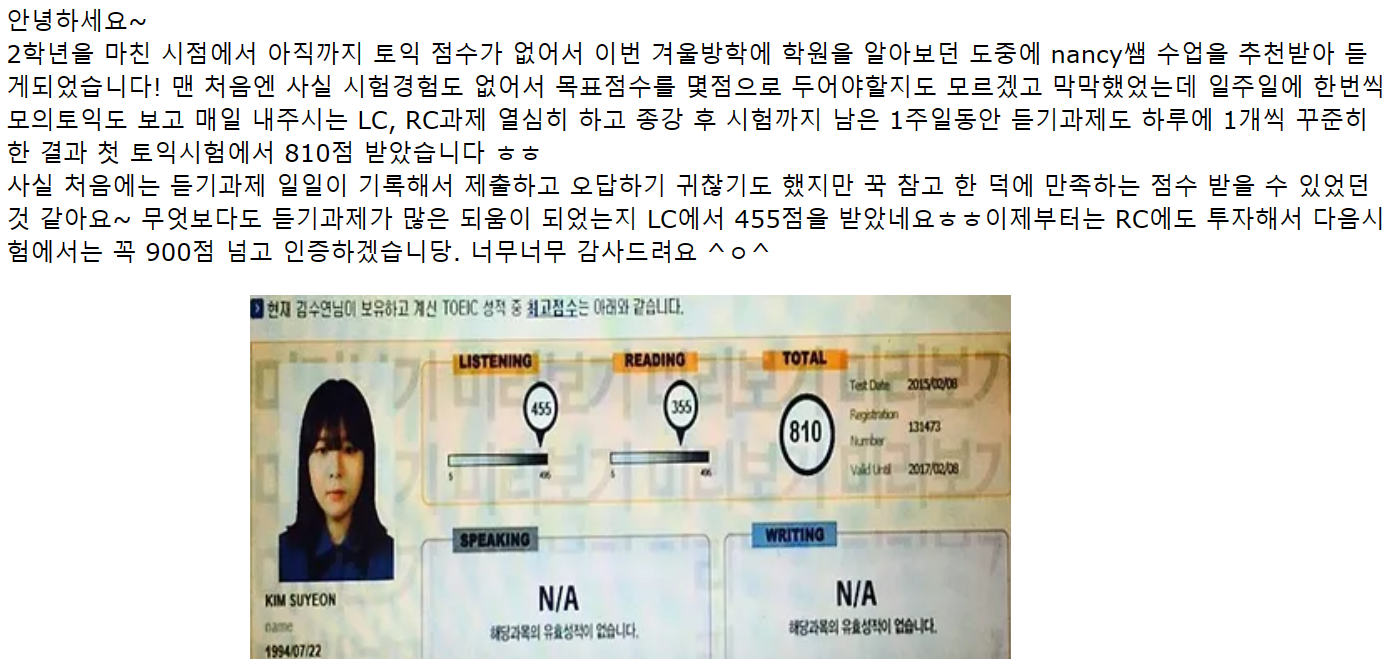 안녕하세요~
2학년을 마친 시점에서 아직까지 토익 점수가 없어서 이번 겨울방학에 학원을 알아보던 도중에 nancy쌤 수업을 추천받아 듣
게되었습니다! 맨 처음엔 사실 시험경험도 없어서 목표점수를 몇점으로 두어야할지도 모르겠고 막막했었는데 일주일에 한번씩
모의토익도 보고 매일 내주시는 LC, RC과제 열심히 하고 종강 후 시험까지 남은 1주일동안 듣기과제도 하루에 1개씩 꾸준히
한 결과 첫 토익시험에서 810점 받았습니다 ㅎㅎ
사실 처음에는 듣기과제 일일이 기록해서 제출하고 오답하기 귀찮기도 했지만 꾹 참고 한 덕에 만족하는 점수 받을 수 있었던
것 같아요~ 무엇보다도 듣기과제가 많은 되움이 되었는지 LC에서 455점을 받았네요ㅎㅎ이제부터는 RC에도 투자해서 다음시
험에서는 꼭 900점 넘고 인증하겠습니당. 너무너무 감사드려요 ^ㅇ^
현재 김수연님이 보유하고 계신 TOEIC 성적 중 최고점수는 아래와 같습니다.
LISTENING READING TOTAL
455 355 810
5 495 5 495
Test Date 2015/02/08
Registration Number 131473
Valid Until 2017/02/08
미리보기 미리보기 미리보기
SPEAKING WRITING
N/A N/A
해당과목의 유효성적이 없습니다. 해당과목의 유효성적이 없습니다.
KIM SUYEON
name
1994/07/22